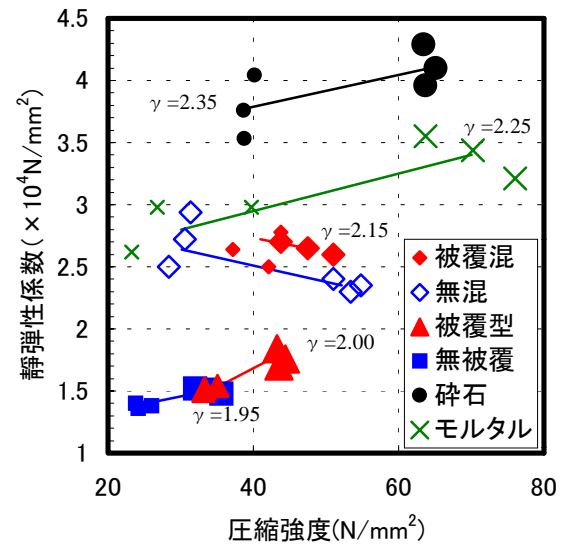 静弾性係数(×10⁴N/mm²)
4.5
4
3.5
3
2.5
2
1.5
1
γ=2.35
γ=2.25
γ=2.15
γ=2.00
γ=1.95
被覆混
無混
被覆型
無被覆
砕石
モルタル
20 40 60 80
圧縮強度(N/mm²)